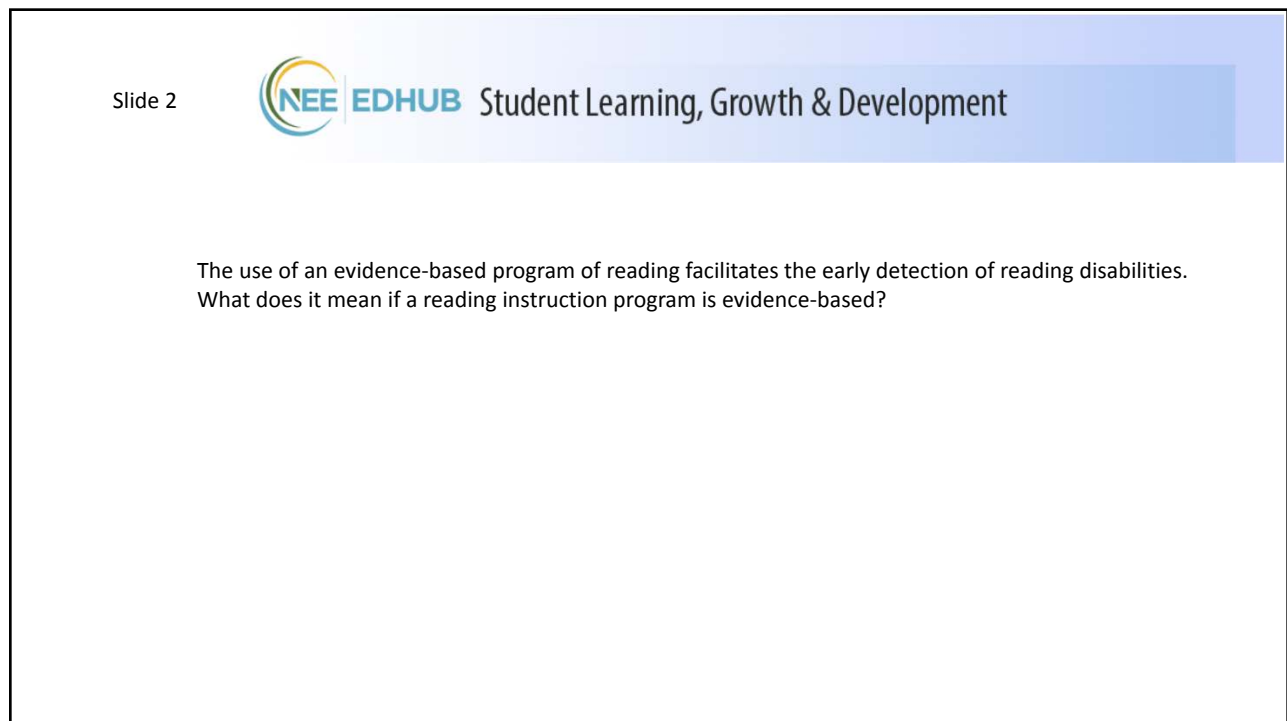 Slide 2
NEE EDHUB Student Learning, Growth & Development
The use of an evidence-based program of reading facilitates the early detection of reading disabilities.
What does it mean if a reading instruction program is evidence-based?